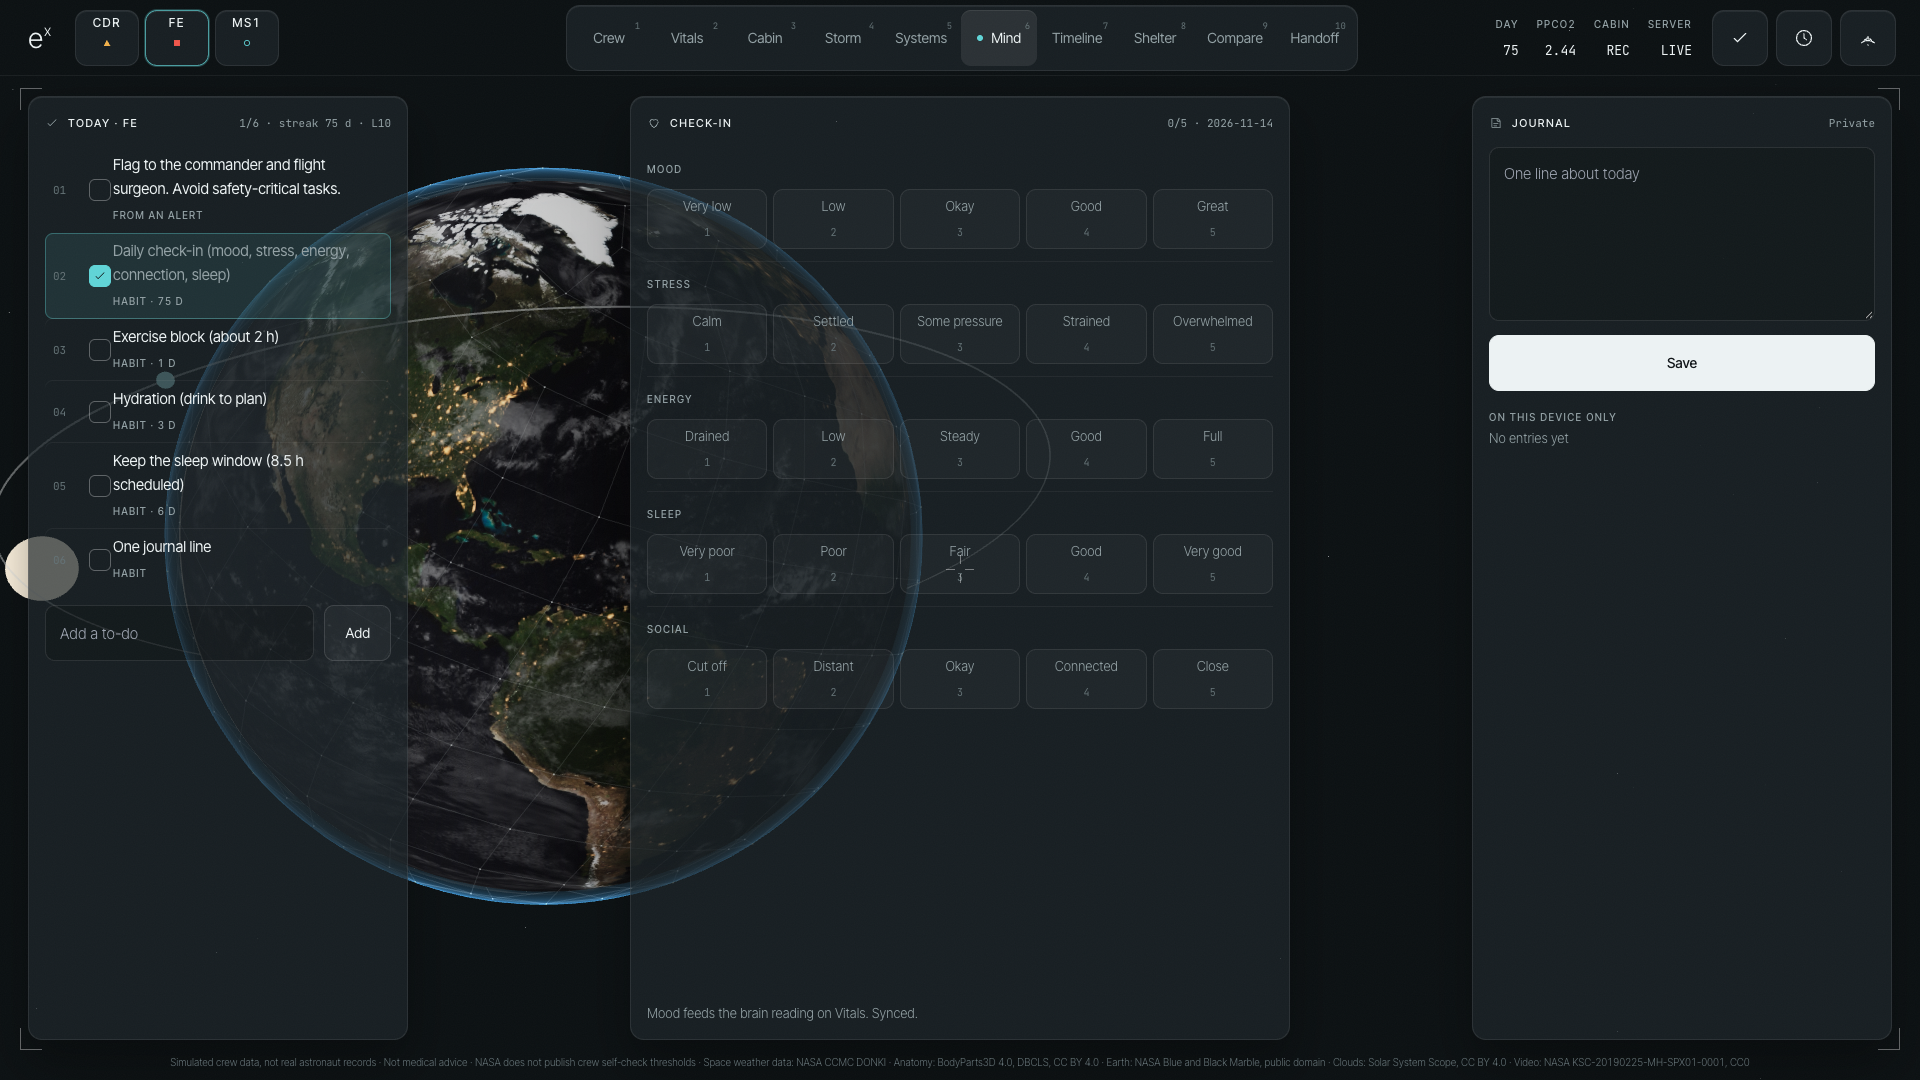 ex
CDR
FE
MS1
Crew 1
Vitals 2
Cabin 3
Storm 4
Systems 5
Mind 6
Timeline 7
Shelter 8
Compare 9
Handoff 10
DAY PPCO2 CABIN SERVER
75 2.44 REC LIVE
TODAY · FE 1/6 · streak 75 d · L10
01
Flag to the commander and flight
surgeon. Avoid safety-critical tasks.
FROM AN ALERT
02
Daily check-in (mood, stress, energy,
connection, sleep)
HABIT · 75 D
03
Exercise block (about 2 h)
HABIT · 1 D
04
Hydration (drink to plan)
HABIT · 3 D
05
Keep the sleep window (8.5 h
scheduled)
HABIT · 6 D
06
One journal line
HABIT
Add a to-do
Add
CHECK-IN 0/5 · 2026-11-14
MOOD
Very low Low Okay Good Great
1 2 3 4 5
STRESS
Calm Settled Some pressure Strained Overwhelmed
1 2 3 4 5
ENERGY
Drained Low Steady Good Full
1 2 3 4 5
SLEEP
Very poor Poor Fair Good Very good
1 2 3 4 5
SOCIAL
Cut off Distant Okay Connected Close
1 2 3 4 5
Mood feeds the brain reading on Vitals. Synced.
JOURNAL Private
One line about today
Save
ON THIS DEVICE ONLY
No entries yet
Simulated crew data, not real astronaut records · Not medical advice · NASA does not publish crew self-check thresholds · Space weather data: NASA CCMC DONKI · Anatomy: BodyParts3D 4.0, DBCLS, CC BY 4.0 · Earth: NASA Blue and Black Marble, public domain · Clouds: Solar System Scope, CC BY 4.0 · Video: NASA KSC-20190225-MH-SPX01-0001, CC0